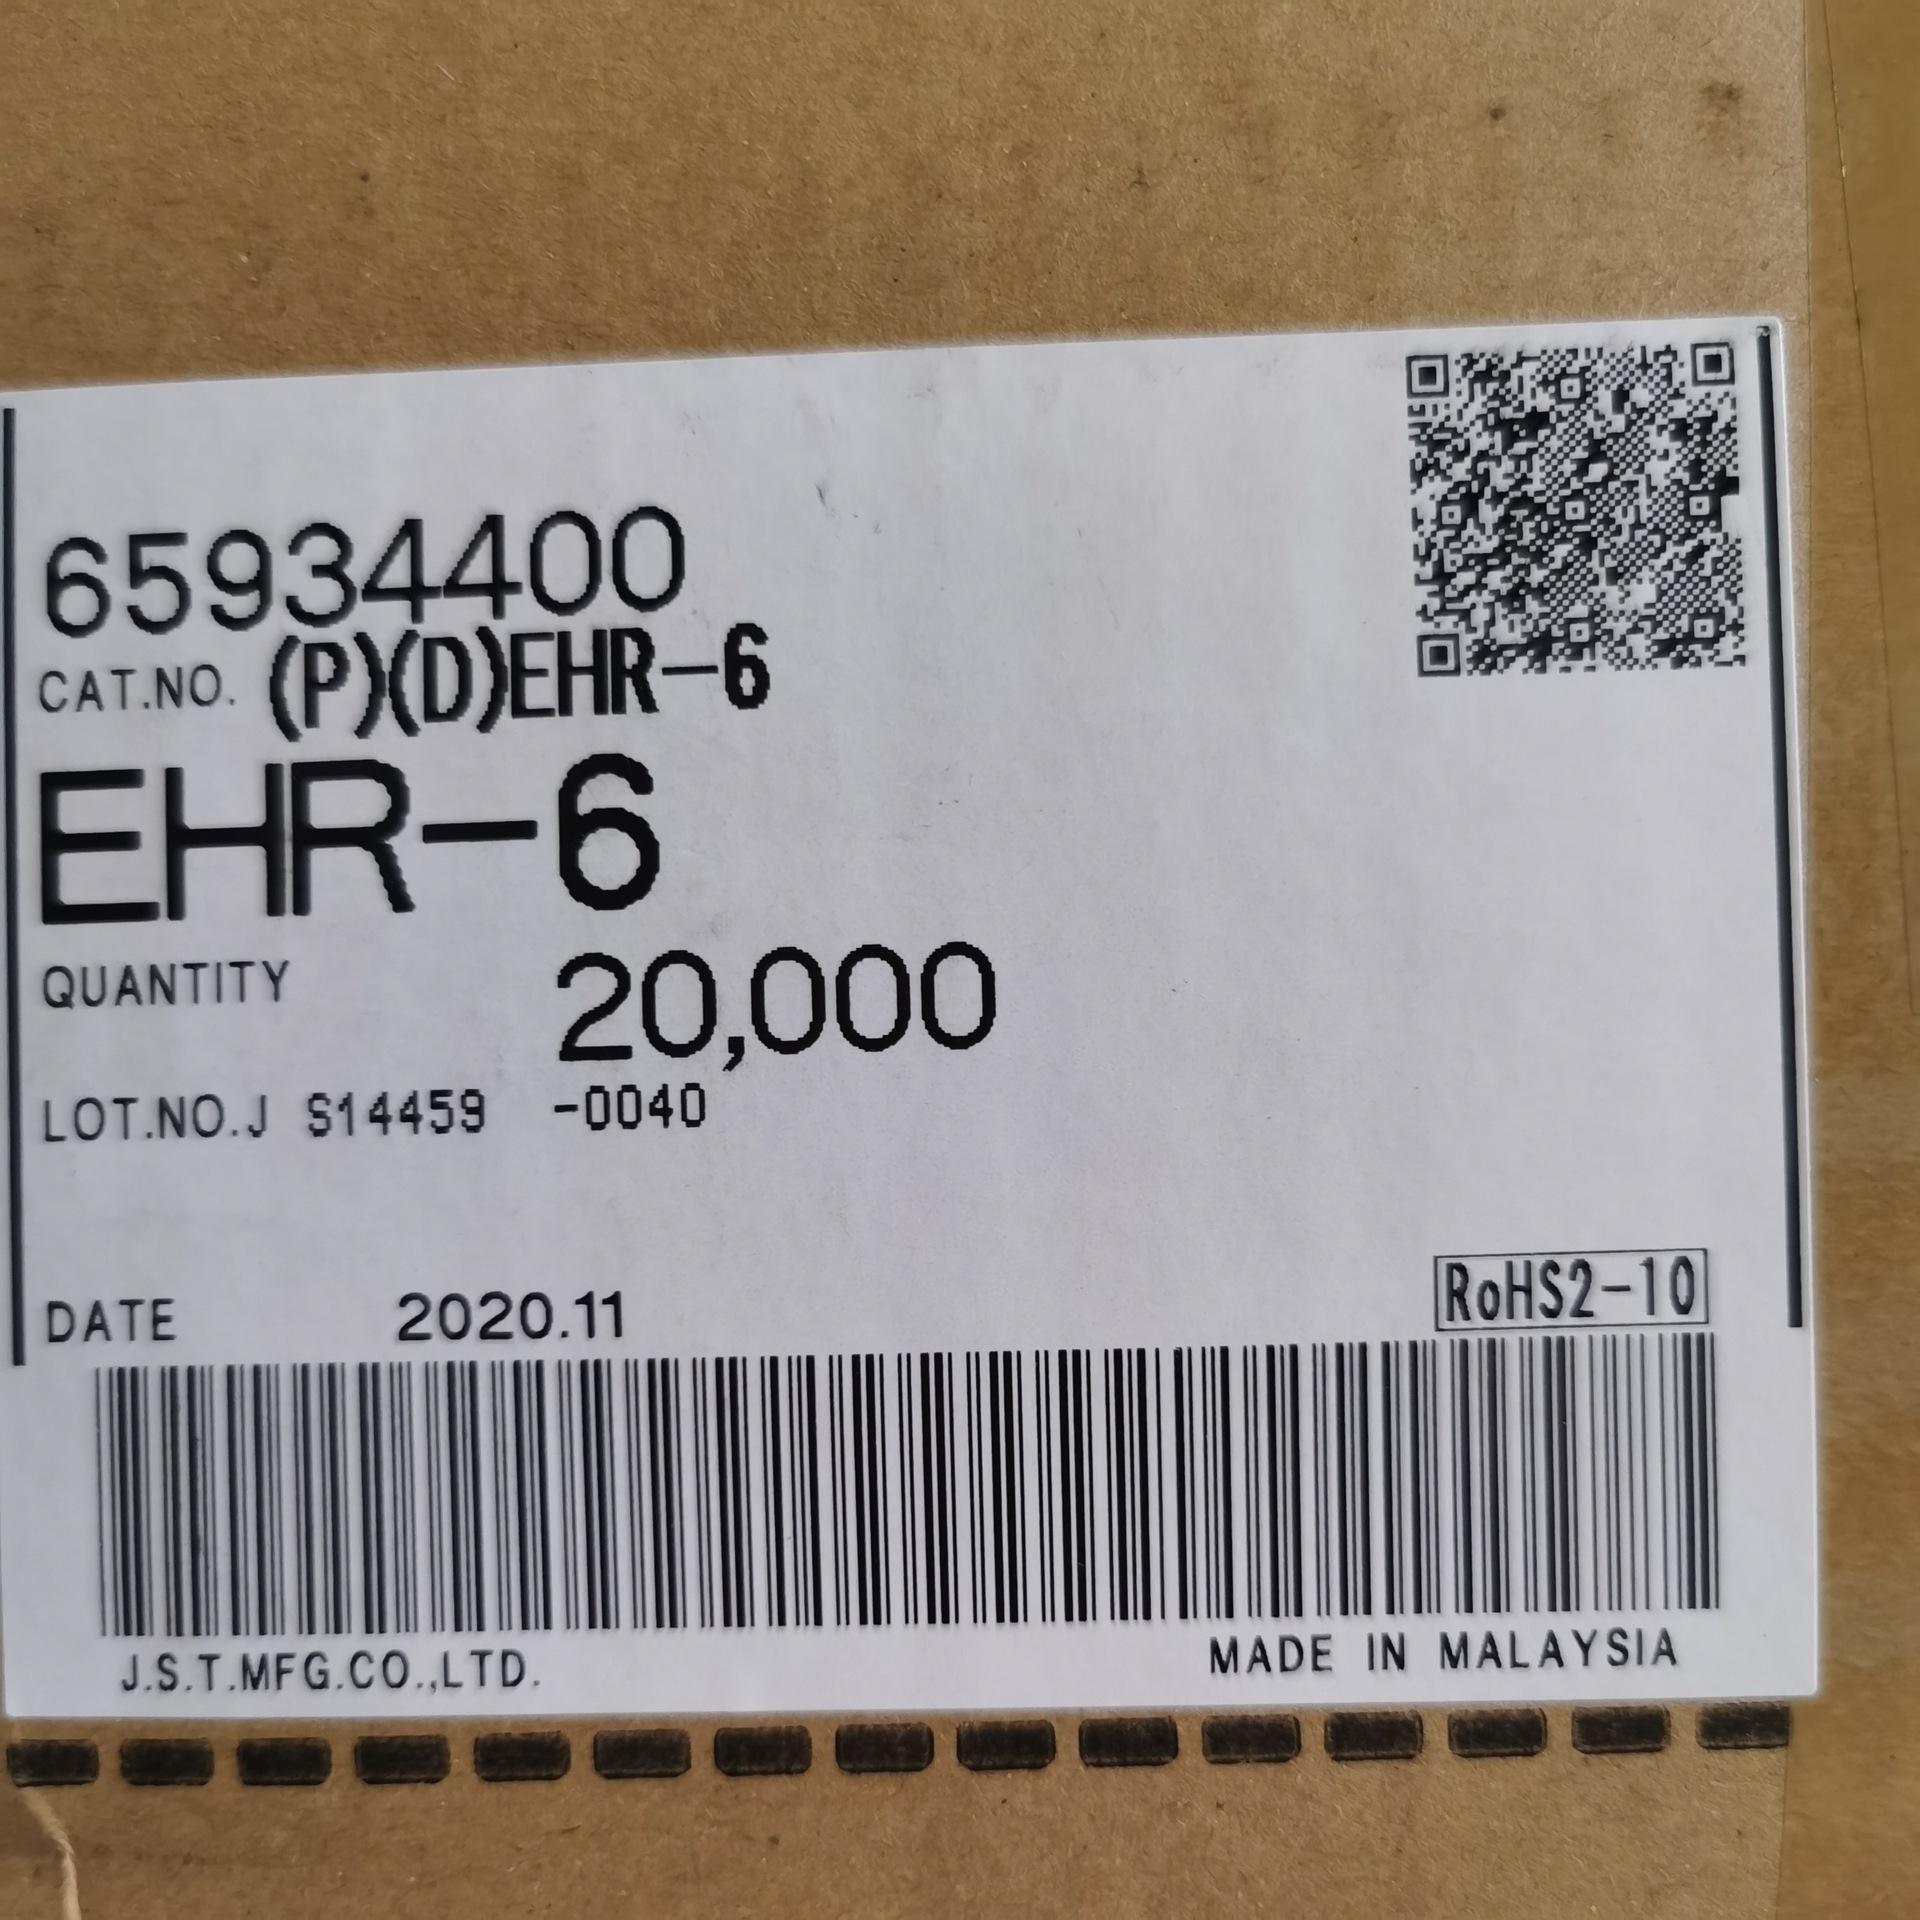 65934400
CAT.NO. (P)(D)EHR-6
EHR-6
QUANTITY 20,000
LOT.NO.J S14459 -0040
DATE 2020.11
RoHS2-10
J.S.T.MFG.CO.,LTD. MADE IN MALAYSIA